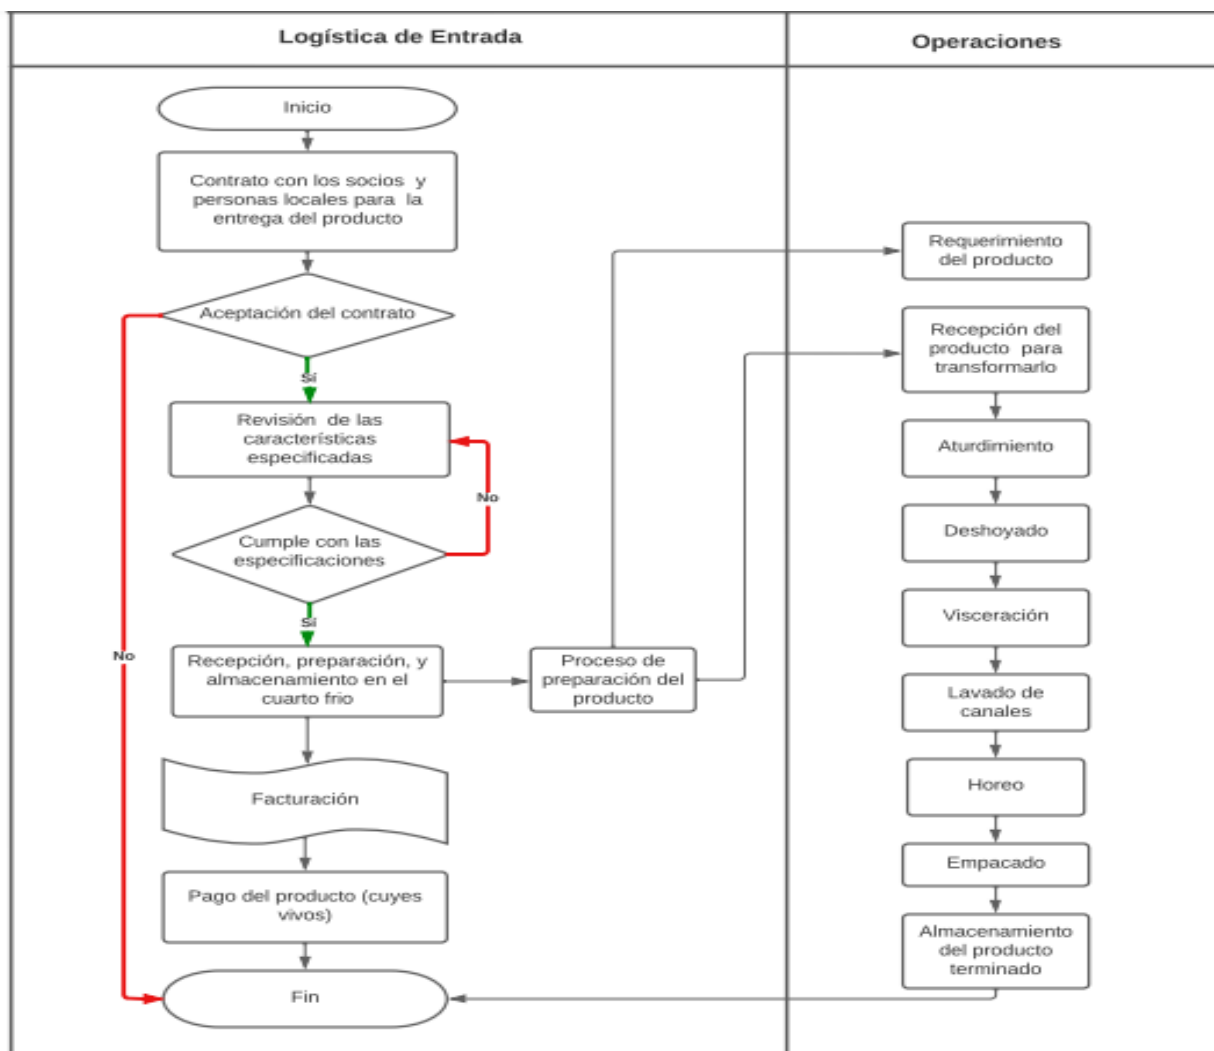 Logística de Entrada
Operaciones
Inicio
Contrato con los socios y
personas locales para la
entrega del producto
Aceptación del contrato
Sí
Revisión de las
características
especificadas
No
Cumple con las
especificaciones
Sí
No
Recepción, preparación, y
almacenamiento en el
cuarto frio
Proceso de
preparación del
producto
Facturación
Pago del producto (cuyes
vivos)
Fin
Requerimiento
del producto
Recepción del
producto para
transformarlo
Aturdimiento
Deshoyado
Visceración
Lavado de
canales
Horeo
Empacado
Almacenamiento
del producto
terminado